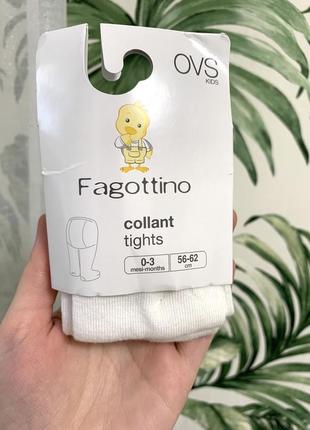 OVS
KIDS
Fagottino
collant
tights
0-3
mesi-months
56-62
cm